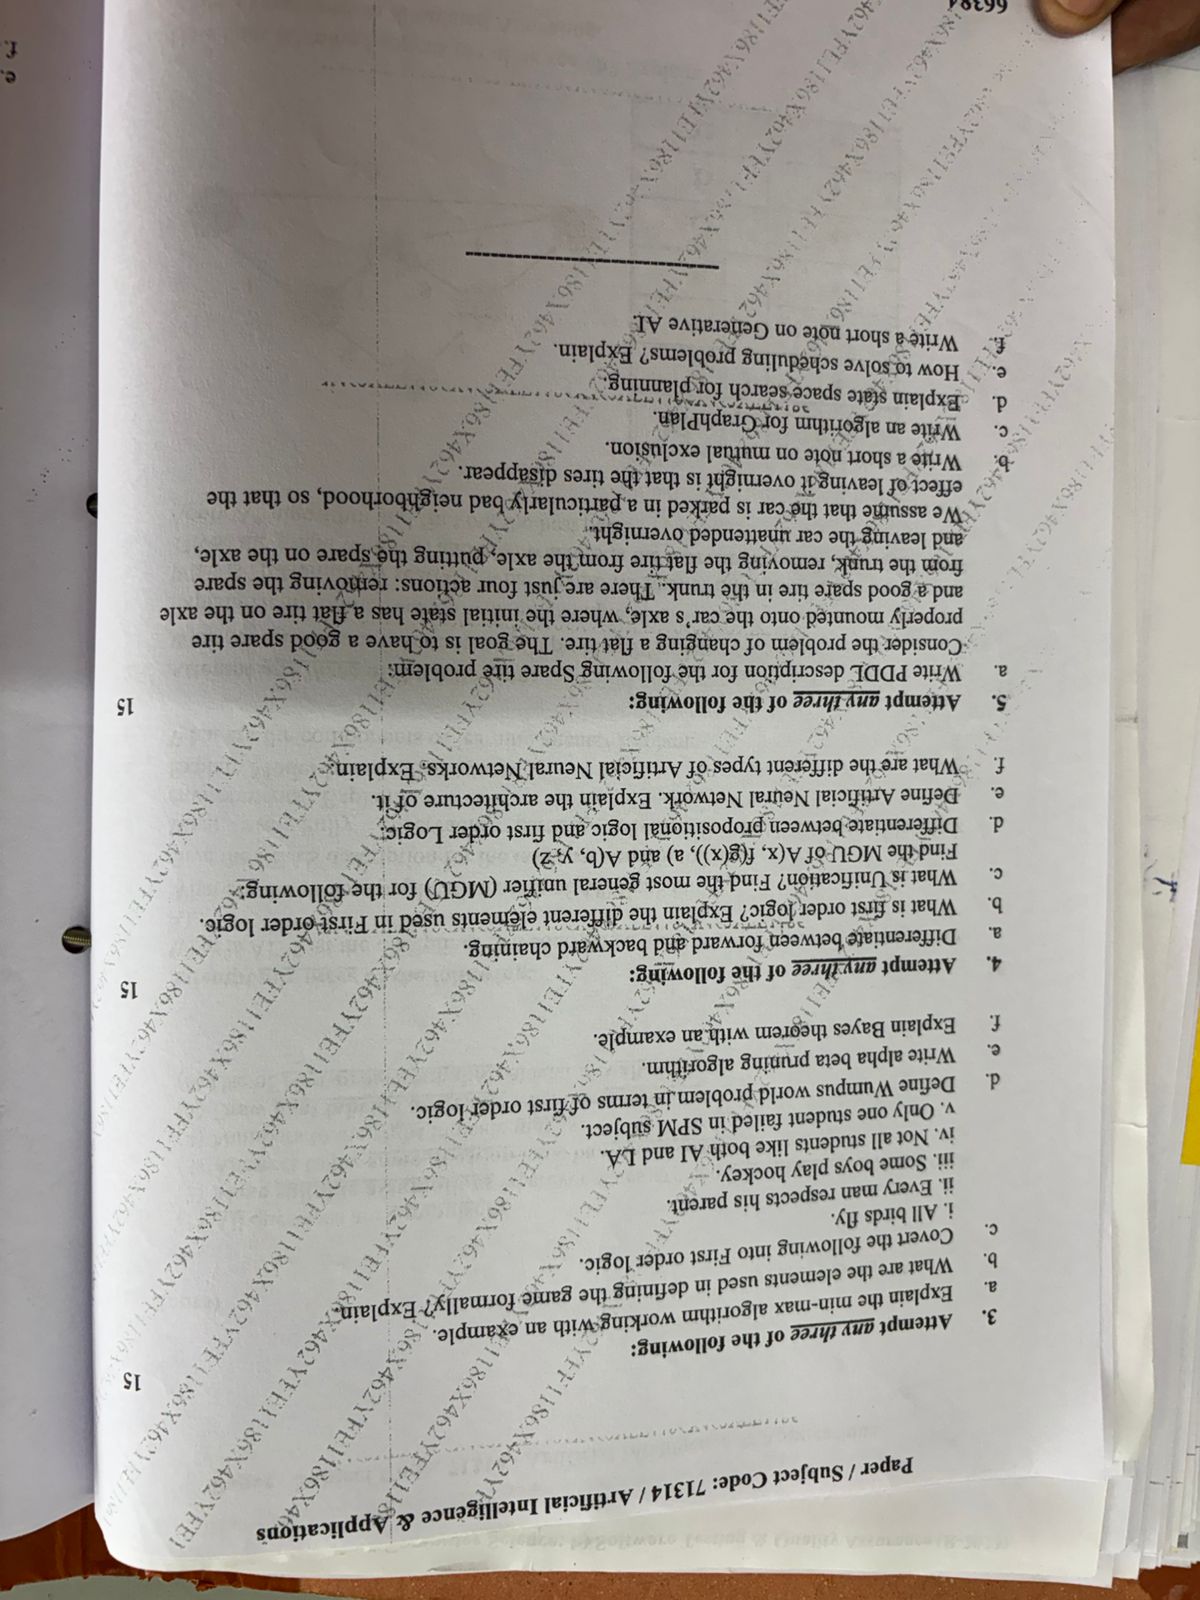 Paper / Subject Code: 71314 / Artificial Intelligence & Applications
15
3. Attempt any three of the following:
a. Explain the min-max algorithm working with an example.
b. What are the elements used in defining the game formally? Explain.
c. Covert the following into First order logic.
i. All birds fly.
ii. Every man respects his parent.
iii. Some boys play hockey.
iv. Not all students like both AI and LA.
v. Only one student failed in SPM subject.
d. Define Wumpus world problem in terms of first order logic.
e. Write alpha beta pruning algorithm.
f. Explain Bayes theorem with an example.
15
4. Attempt any three of the following:
a. Differentiate between forward and backward chaining.
b. What is first order logic? Explain the different elements used in First order logic.
c. What is Unification? Find the most general unifier (MGU) for the following:
Find the MGU of A(x, f(g(x)), a) and A(b, y, z)
d. Differentiate between propositional logic and first order Logic.
e. Define Artificial Neural Network. Explain the architecture of it.
f. What are the different types of Artificial Neural Networks. Explain.
5. Attempt any three of the following: 15
a. Write PDDL description for the following Spare tire problem:
Consider the problem of changing a flat tire. The goal is to have a good spare tire
properly mounted onto the car's axle, where the initial state has a flat tire on the axle
and a good spare tire in the trunk. There are just four actions: removing the spare
from the trunk, removing the flat tire from the axle, putting the spare on the axle,
and leaving the car unattended overnight.
We assume that the car is parked in a particularly bad neighborhood, so that the
effect of leaving it overnight is that the tires disappear.
b. Write a short note on mutual exclusion.
c. Write an algorithm for GraphPlan.
d. Explain state space search for planning.
e. How to solve scheduling problems? Explain.
f. Write a short note on Generative AI.
66384
e.
f.